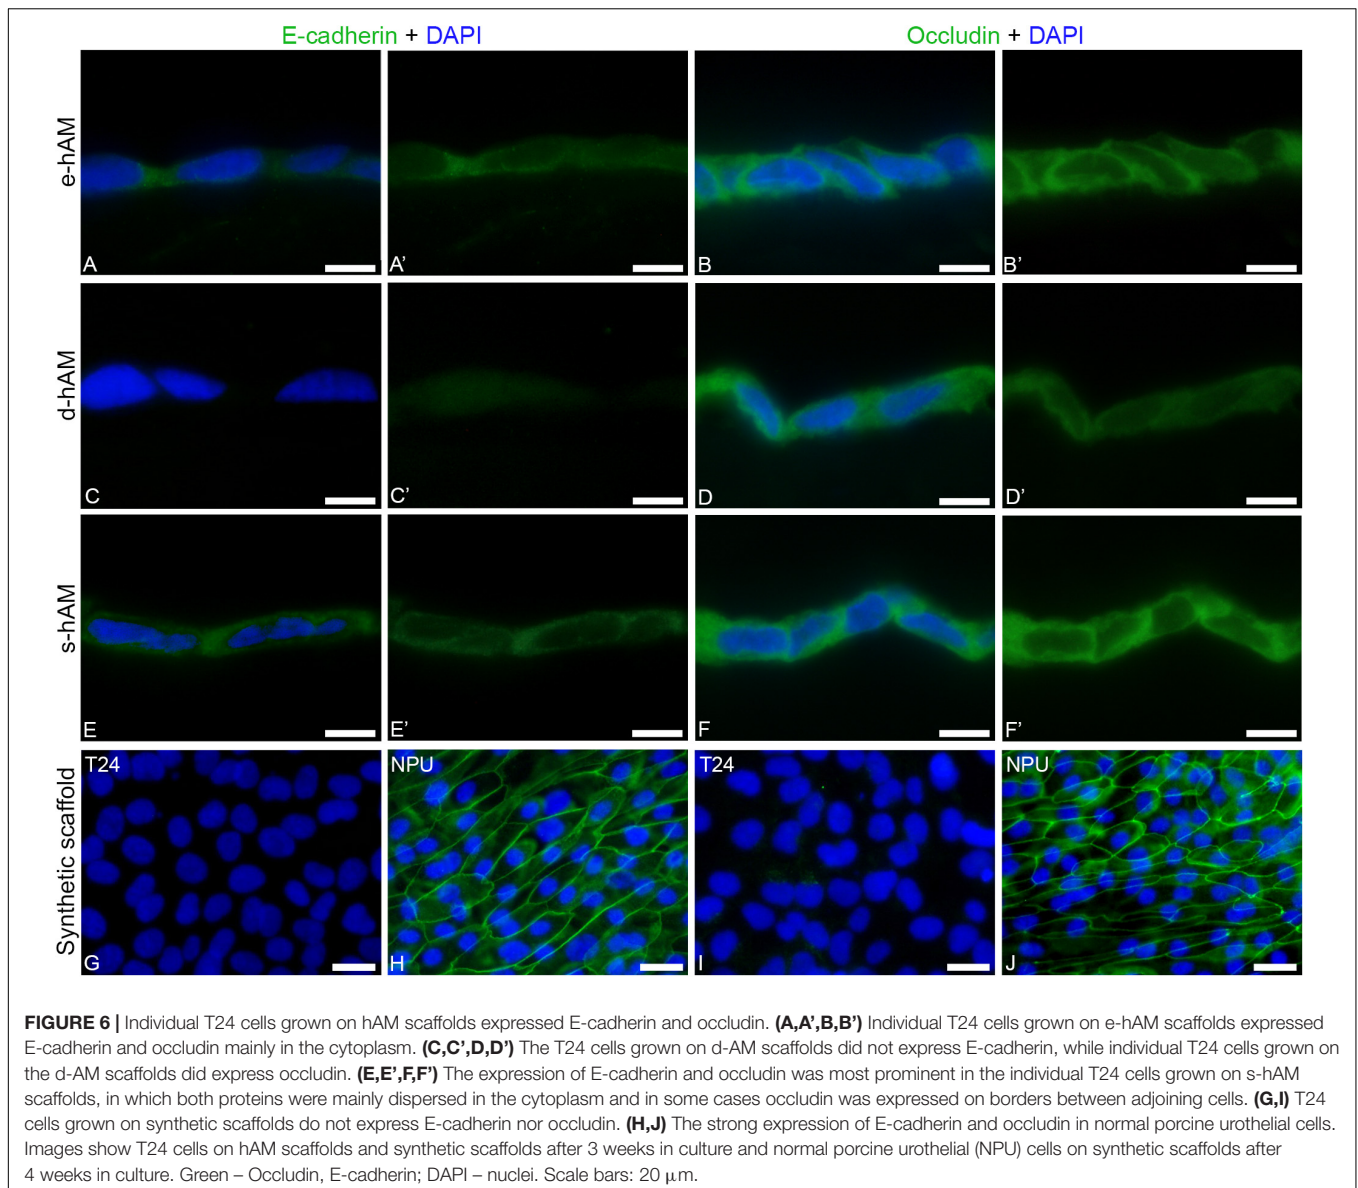 E-cadherin + DAPI
Occludin + DAPI
e-hAM
A
A’
B
B’
d-hAM
C
C’
D
D’
s-hAM
E
E’
F
F’
Synthetic scaffold
T24
NPU
T24
NPU
G
H
I
J
FIGURE 6 | Individual T24 cells grown on hAM scaffolds expressed E-cadherin and occludin. (A,A’,B,B’) Individual T24 cells grown on e-hAM scaffolds expressed
E-cadherin and occludin mainly in the cytoplasm. (C,C’,D,D’) The T24 cells grown on d-AM scaffolds did not express E-cadherin, while individual T24 cells grown on
the d-AM scaffolds did express occludin. (E,E’,F,F’) The expression of E-cadherin and occludin was most prominent in the individual T24 cells grown on s-hAM
scaffolds, in which both proteins were mainly dispersed in the cytoplasm and in some cases occludin was expressed on borders between adjoining cells. (G,I) T24
cells grown on synthetic scaffolds do not express E-cadherin nor occludin. (H,J) The strong expression of E-cadherin and occludin in normal porcine urothelial cells.
Images show T24 cells on hAM scaffolds and synthetic scaffolds after 3 weeks in culture and normal porcine urothelial (NPU) cells on synthetic scaffolds after
4 weeks in culture. Green – Occludin, E-cadherin; DAPI – nuclei. Scale bars: 20 μm.